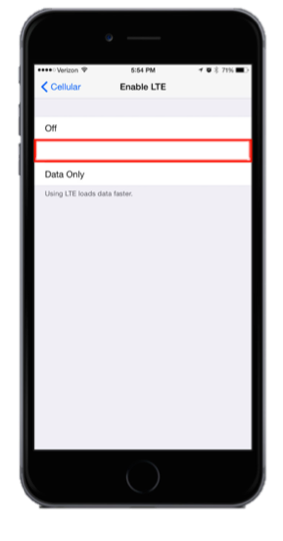 Verizon 5:54 PM 71%
Cellular Enable LTE
Off
Data Only
Using LTE loads data faster.